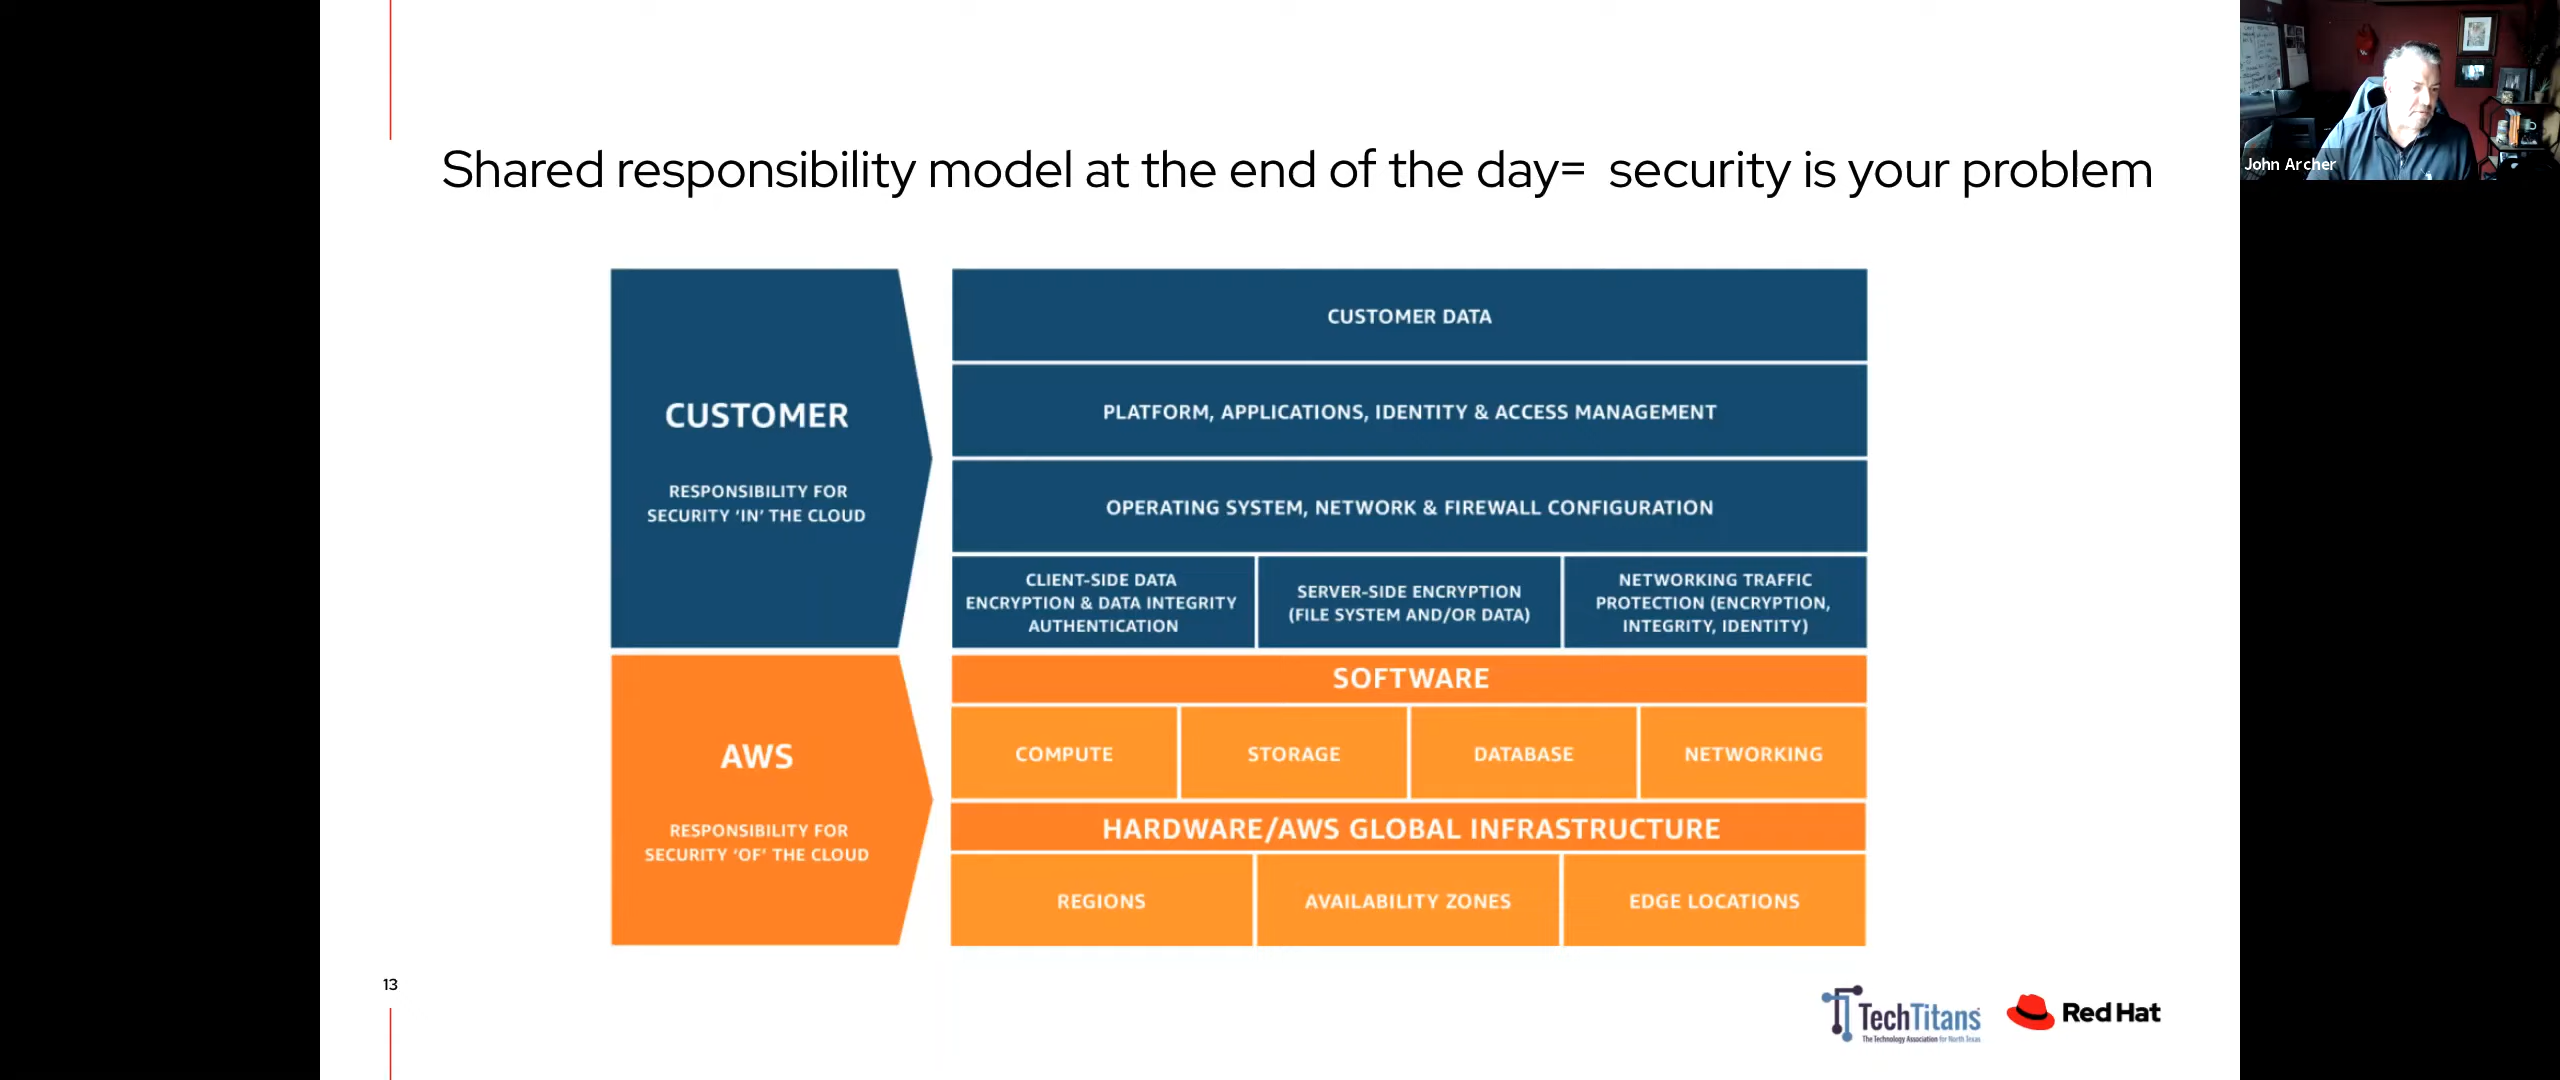 Shared responsibility model at the end of the day= security is your problem
John Archer
CUSTOMER
RESPONSIBILITY FOR
SECURITY ‘IN’ THE CLOUD
CUSTOMER DATA
PLATFORM, APPLICATIONS, IDENTITY & ACCESS MANAGEMENT
OPERATING SYSTEM, NETWORK & FIREWALL CONFIGURATION
CLIENT-SIDE DATA
ENCRYPTION & DATA INTEGRITY
AUTHENTICATION
SERVER-SIDE ENCRYPTION
(FILE SYSTEM AND/OR DATA)
NETWORKING TRAFFIC
PROTECTION (ENCRYPTION,
INTEGRITY, IDENTITY)
AWS
RESPONSIBILITY FOR
SECURITY ‘OF’ THE CLOUD
SOFTWARE
COMPUTE
STORAGE
DATABASE
NETWORKING
HARDWARE/AWS GLOBAL INFRASTRUCTURE
REGIONS
AVAILABILITY ZONES
EDGE LOCATIONS
13
TechTitans
The Technology Association for North Texas
Red Hat